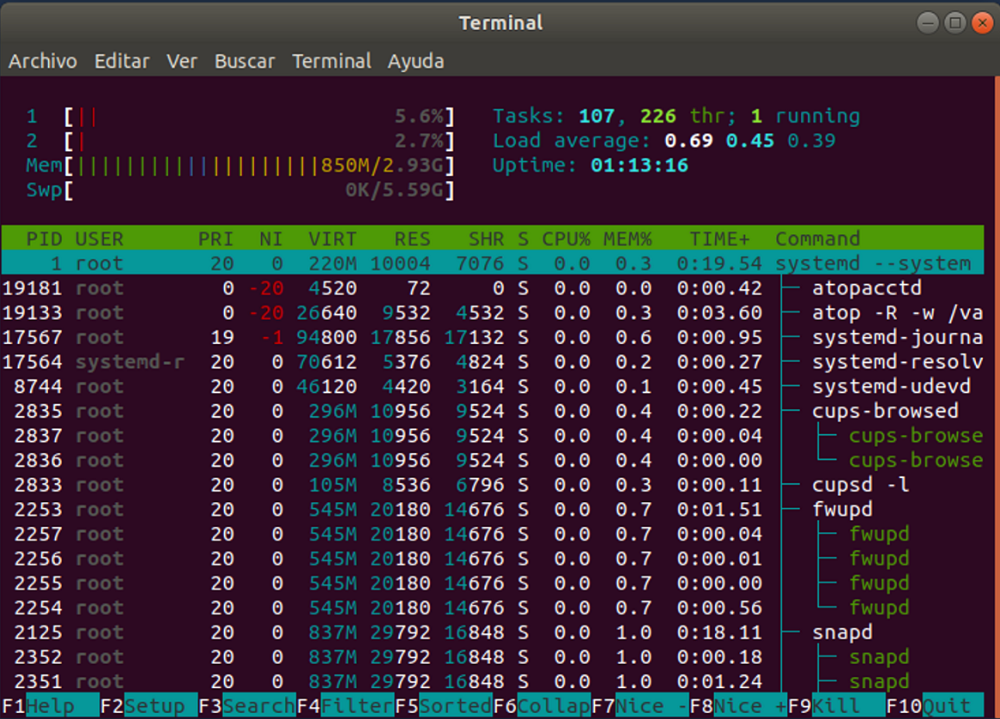 Terminal
Archivo Editar Ver Buscar Terminal Ayuda
1 [|| 5.6%] Tasks: 107, 226 thr; 1 running
2 [| 2.7%] Load average: 0.69 0.45 0.39
Mem[||||||||||||||||||||850M/2.93G] Uptime: 01:13:16
Swp[ 0K/5.59G]
PID USER PRI NI VIRT RES SHR S CPU% MEM% TIME+ Command
1 root 20 0 220M 10004 7076 S 0.0 0.3 0:19.54 systemd --system
19181 root 0 -20 4520 72 0 S 0.0 0.0 0:00.42 ├─ atopacctd
19133 root 0 -20 26640 9532 4532 S 0.0 0.3 0:03.60 ├─ atop -R -w /va
17567 root 19 -1 94800 17856 17132 S 0.0 0.6 0:00.95 ├─ systemd-journa
17564 systemd-r 20 0 70612 5376 4824 S 0.0 0.2 0:00.27 ├─ systemd-resolv
8744 root 20 0 46120 4420 3164 S 0.0 0.1 0:00.45 ├─ systemd-udevd
2835 root 20 0 296M 10956 9524 S 0.0 0.4 0:00.22 ├─ cups-browsed
2837 root 20 0 296M 10956 9524 S 0.0 0.4 0:00.04 │ ├─ cups-browse
2836 root 20 0 296M 10956 9524 S 0.0 0.4 0:00.00 │ └─ cups-browse
2833 root 20 0 105M 8536 6796 S 0.0 0.3 0:00.11 ├─ cupsd -l
2253 root 20 0 545M 20180 14676 S 0.0 0.7 0:01.51 ├─ fwupd
2257 root 20 0 545M 20180 14676 S 0.0 0.7 0:00.04 │ ├─ fwupd
2256 root 20 0 545M 20180 14676 S 0.0 0.7 0:00.01 │ ├─ fwupd
2255 root 20 0 545M 20180 14676 S 0.0 0.7 0:00.00 │ ├─ fwupd
2254 root 20 0 545M 20180 14676 S 0.0 0.7 0:00.56 │ └─ fwupd
2125 root 20 0 837M 29792 16848 S 0.0 1.0 0:18.11 ├─ snapd
2352 root 20 0 837M 29792 16848 S 0.0 1.0 0:00.18 │ ├─ snapd
2351 root 20 0 837M 29792 16848 S 0.0 1.0 0:01.24 │ ├─ snapd
F1Help F2Setup F3SearchF4FilterF5SortedF6CollapF7Nice -F8Nice +F9Kill F10Quit